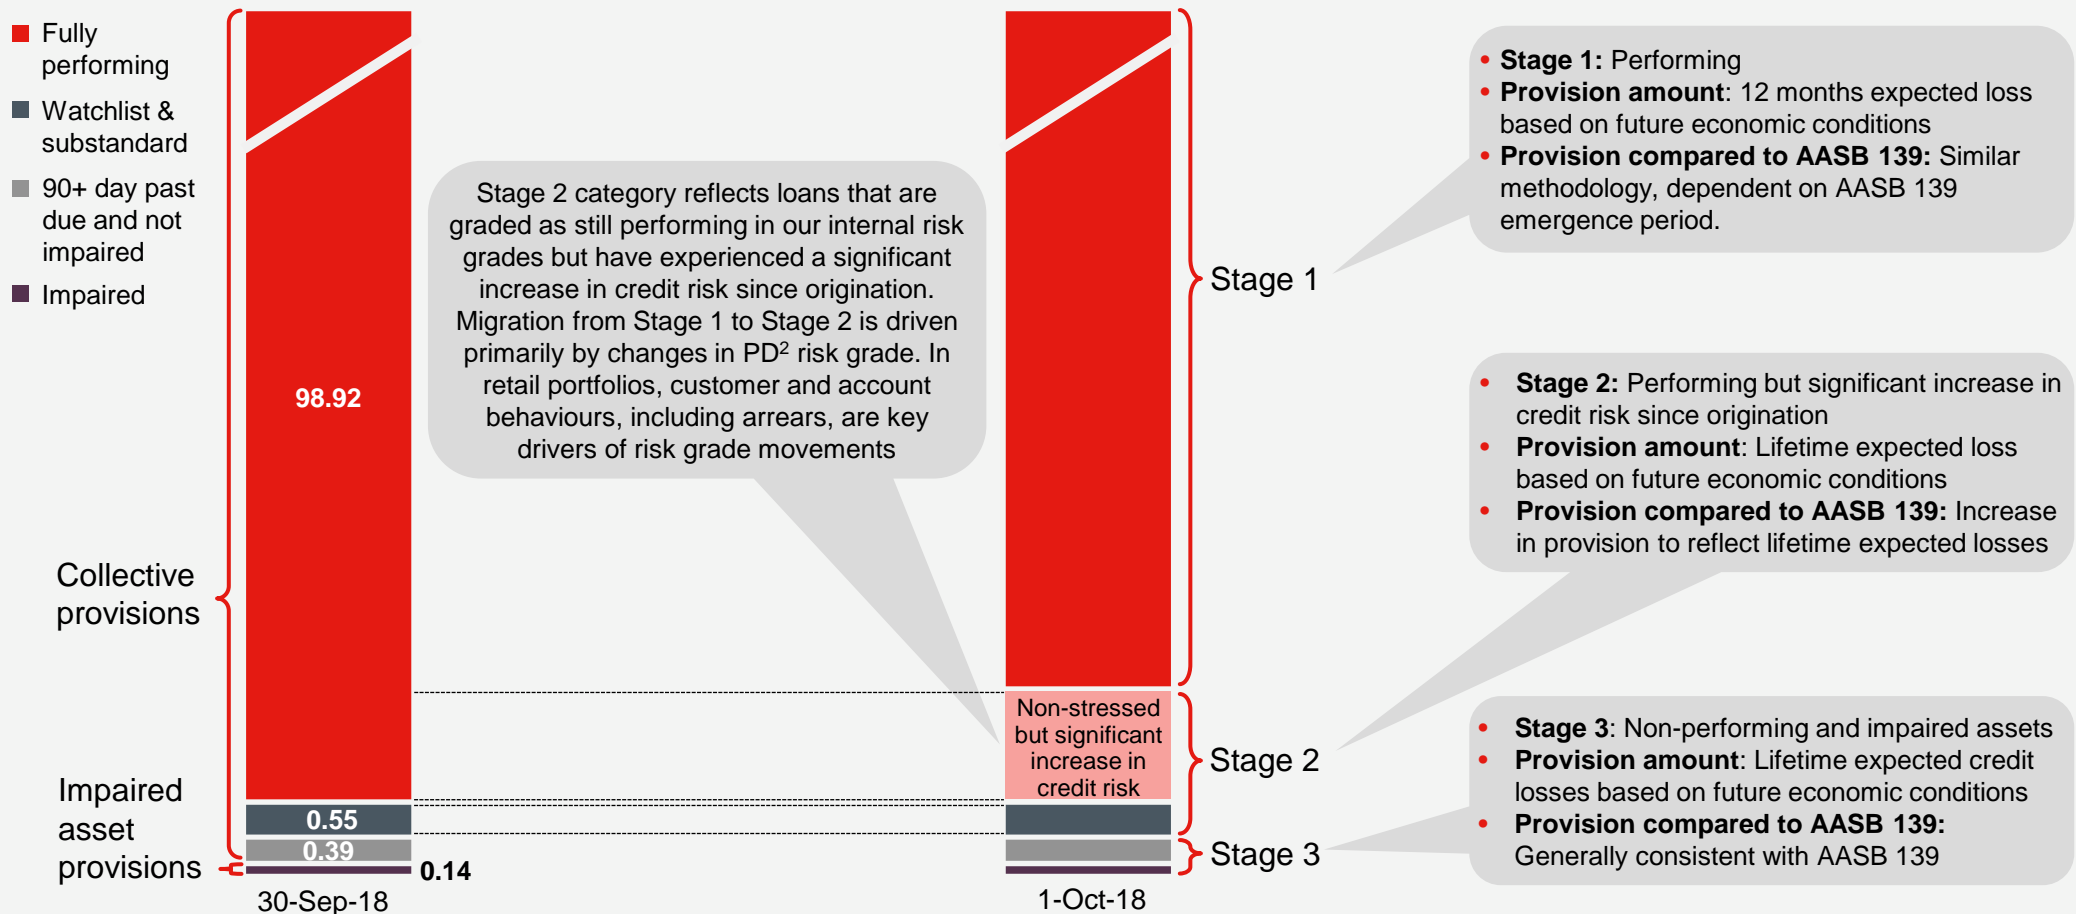 Fully
performing
Watchlist &
substandard
90+ day past
due and not
impaired
Impaired
Collective
provisions
Impaired
asset
provisions
98.92
0.55
0.39
0.14
30-Sep-18
Stage 2 category reflects loans that are
graded as still performing in our internal risk
grades but have experienced a significant
increase in credit risk since origination.
Migration from Stage 1 to Stage 2 is driven
primarily by changes in PD² risk grade. In
retail portfolios, customer and account
behaviours, including arrears, are key
drivers of risk grade movements
Non-stressed
but significant
increase in
credit risk
1-Oct-18
Stage 1
Stage 2
Stage 3
• Stage 1: Performing
• Provision amount: 12 months expected loss
based on future economic conditions
• Provision compared to AASB 139: Similar
methodology, dependent on AASB 139
emergence period.
• Stage 2: Performing but significant increase in
credit risk since origination
• Provision amount: Lifetime expected loss
based on future economic conditions
• Provision compared to AASB 139: Increase
in provision to reflect lifetime expected losses
• Stage 3: Non-performing and impaired assets
• Provision amount: Lifetime expected credit
losses based on future economic conditions
• Provision compared to AASB 139:
Generally consistent with AASB 139